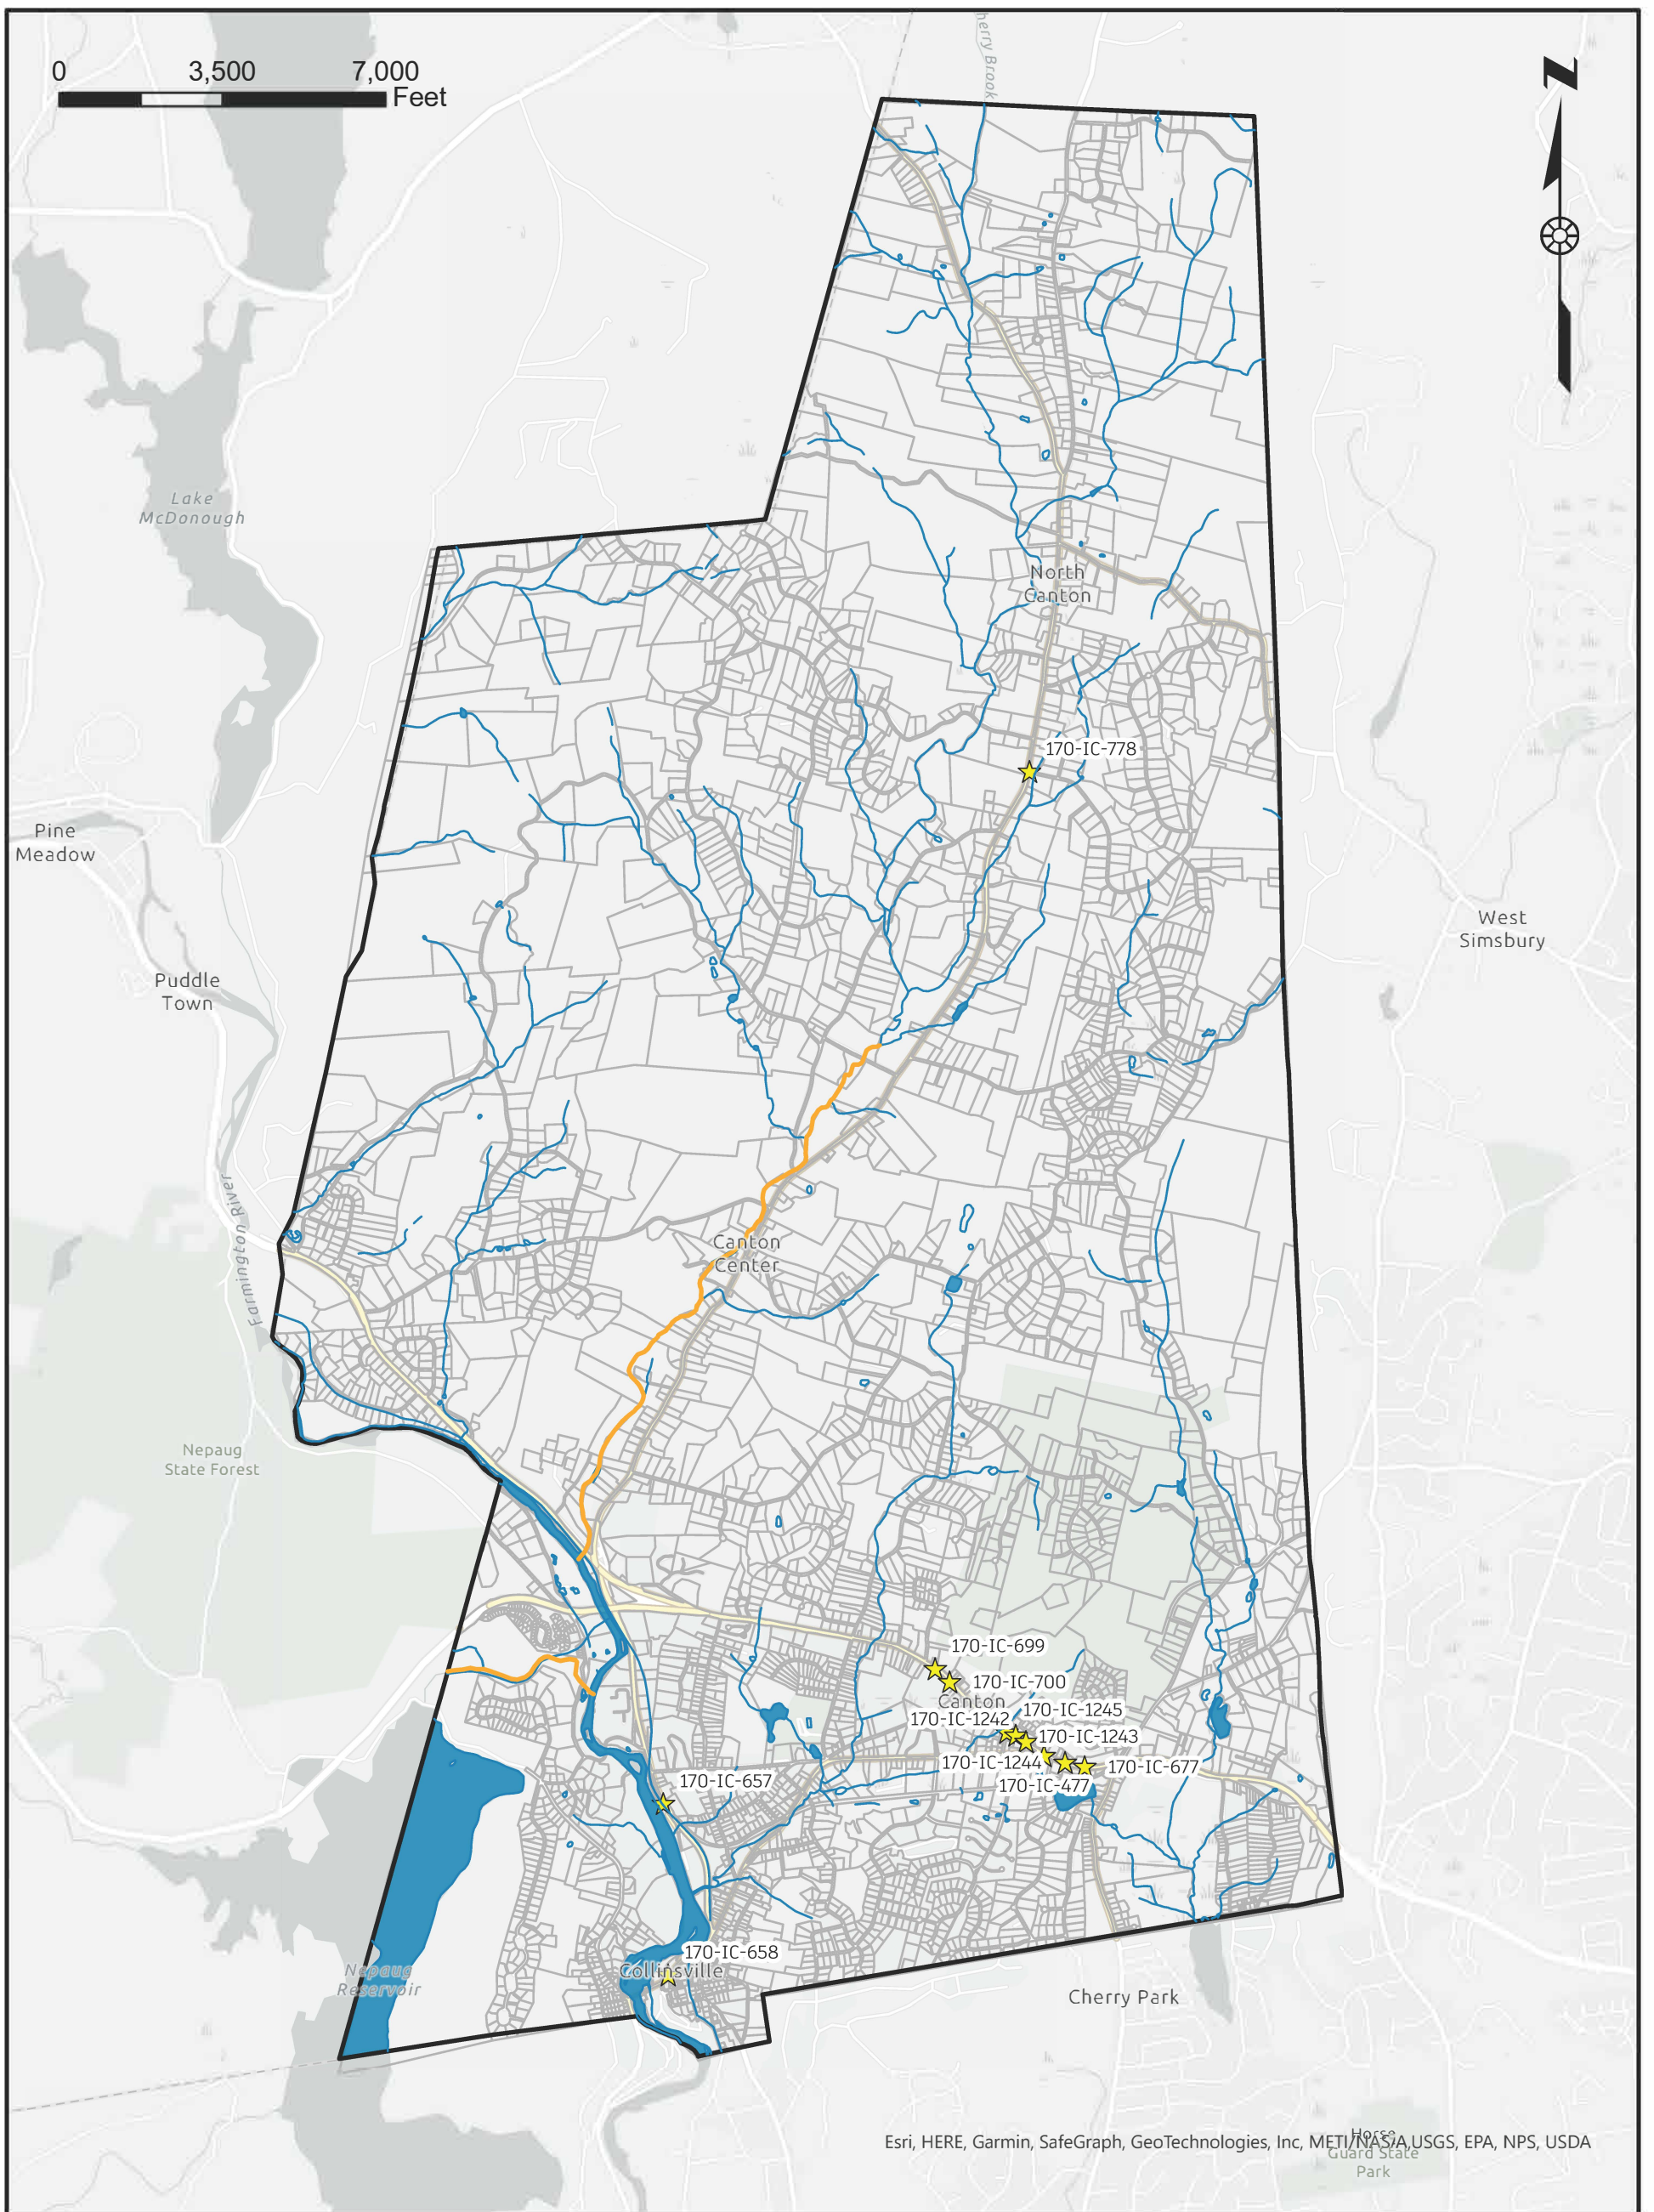 0 3,500 7,000
Feet
N
Cherry Brook
Lake
McDonough
North
Canton
170-IC-778
Pine
Meadow
West
Simsbury
Puddle
Town
Farmington River
Canton
Center
Nepaug
State Forest
170-IC-699
170-IC-700
Canton
170-IC-1245
170-IC-1242
170-IC-1243
170-IC-1244
170-IC-677
170-IC-477
170-IC-657
170-IC-658
Collinsville
Nepaug
Reservoir
Cherry Park
Horse
Guard State
Park
Esri, HERE, Garmin, SafeGraph, GeoTechnologies, Inc, METI/NASA,USGS, EPA, NPS, USDA